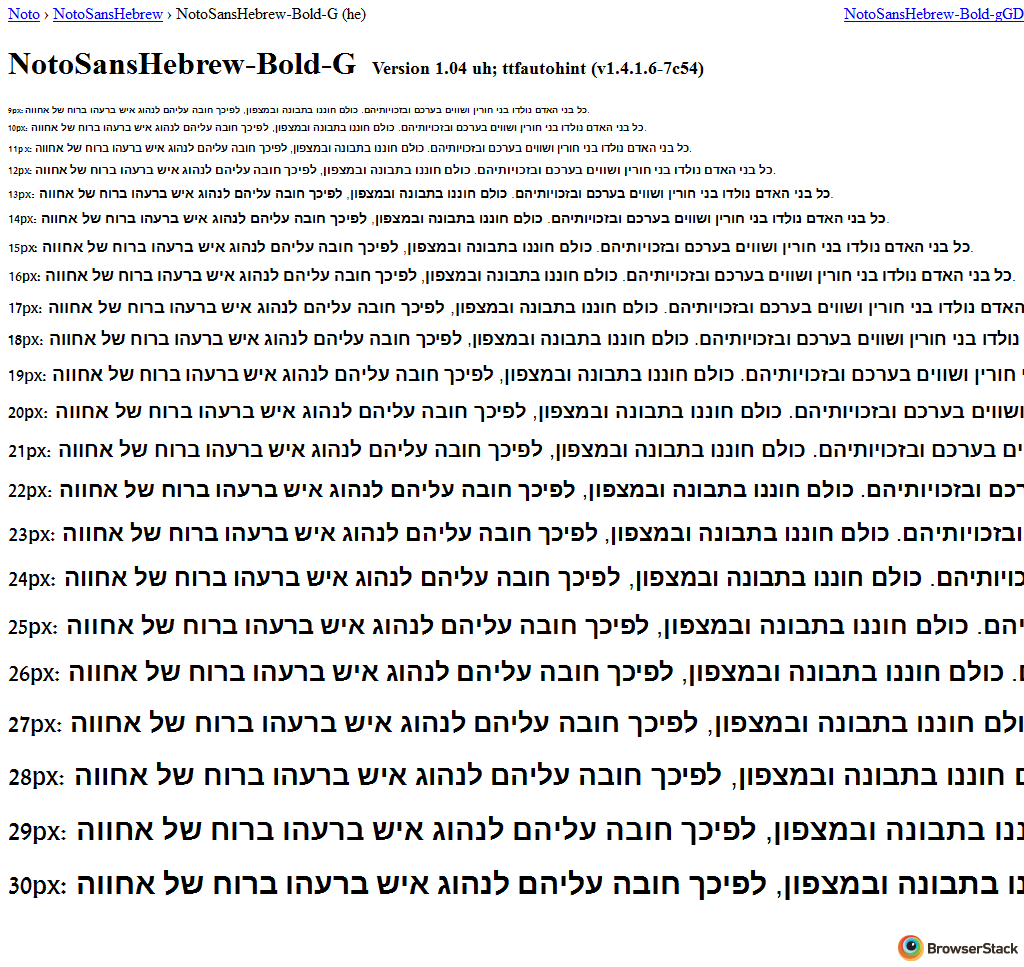 Noto › NotoSansHebrew › NotoSansHebrew-Bold-G (he)
NotoSansHebrew-Bold-gGD
NotoSansHebrew-Bold-G Version 1.04 uh; ttfautohint (v1.4.1.6-7c54)
9px: כל בני האדם נולדו בני חורין ושווים בערכם ובזכויותיהם. כולם חוננו בתבונה ובמצפון, לפיכך חובה עליהם לנהוג איש ברעהו ברוח של אחווה.
10px: כל בני האדם נולדו בני חורין ושווים בערכם ובזכויותיהם. כולם חוננו בתבונה ובמצפון, לפיכך חובה עליהם לנהוג איש ברעהו ברוח של אחווה.
11px: כל בני האדם נולדו בני חורין ושווים בערכם ובזכויותיהם. כולם חוננו בתבונה ובמצפון, לפיכך חובה עליהם לנהוג איש ברעהו ברוח של אחווה.
12px: כל בני האדם נולדו בני חורין ושווים בערכם ובזכויותיהם. כולם חוננו בתבונה ובמצפון, לפיכך חובה עליהם לנהוג איש ברעהו ברוח של אחווה.
13px: כל בני האדם נולדו בני חורין ושווים בערכם ובזכויותיהם. כולם חוננו בתבונה ובמצפון, לפיכך חובה עליהם לנהוג איש ברעהו ברוח של אחווה.
14px: כל בני האדם נולדו בני חורין ושווים בערכם ובזכויותיהם. כולם חוננו בתבונה ובמצפון, לפיכך חובה עליהם לנהוג איש ברעהו ברוח של אחווה.
15px: כל בני האדם נולדו בני חורין ושווים בערכם ובזכויותיהם. כולם חוננו בתבונה ובמצפון, לפיכך חובה עליהם לנהוג איש ברעהו ברוח של אחווה.
16px: כל בני האדם נולדו בני חורין ושווים בערכם ובזכויותיהם. כולם חוננו בתבונה ובמצפון, לפיכך חובה עליהם לנהוג איש ברעהו ברוח של אחווה.
17px: האדם נולדו בני חורין ושווים בערכם ובזכויותיהם. כולם חוננו בתבונה ובמצפון, לפיכך חובה עליהם לנהוג איש ברעהו ברוח של אחווה
18px: נולדו בני חורין ושווים בערכם ובזכויותיהם. כולם חוננו בתבונה ובמצפון, לפיכך חובה עליהם לנהוג איש ברעהו ברוח של אחווה
19px: חורין ושווים בערכם ובזכויותיהם. כולם חוננו בתבונה ובמצפון, לפיכך חובה עליהם לנהוג איש ברעהו ברוח של אחווה
20px: ושווים בערכם ובזכויותיהם. כולם חוננו בתבונה ובמצפון, לפיכך חובה עליהם לנהוג איש ברעהו ברוח של אחווה
21px: ים בערכם ובזכויותיהם. כולם חוננו בתבונה ובמצפון, לפיכך חובה עליהם לנהוג איש ברעהו ברוח של אחווה
22px: רכם ובזכויותיהם. כולם חוננו בתבונה ובמצפון, לפיכך חובה עליהם לנהוג איש ברעהו ברוח של אחווה
23px: ובזכויותיהם. כולם חוננו בתבונה ובמצפון, לפיכך חובה עליהם לנהוג איש ברעהו ברוח של אחווה
24px: כויותיהם. כולם חוננו בתבונה ובמצפון, לפיכך חובה עליהם לנהוג איש ברעהו ברוח של אחווה
25px: יהם. כולם חוננו בתבונה ובמצפון, לפיכך חובה עליהם לנהוג איש ברעהו ברוח של אחווה
26px: . כולם חוננו בתבונה ובמצפון, לפיכך חובה עליהם לנהוג איש ברעהו ברוח של אחווה
27px: ולם חוננו בתבונה ובמצפון, לפיכך חובה עליהם לנהוג איש ברעהו ברוח של אחווה
28px: ם חוננו בתבונה ובמצפון, לפיכך חובה עליהם לנהוג איש ברעהו ברוח של אחווה
29px: ננו בתבונה ובמצפון, לפיכך חובה עליהם לנהוג איש ברעהו ברוח של אחווה
30px: נו בתבונה ובמצפון, לפיכך חובה עליהם לנהוג איש ברעהו ברוח של אחווה
BrowserStack